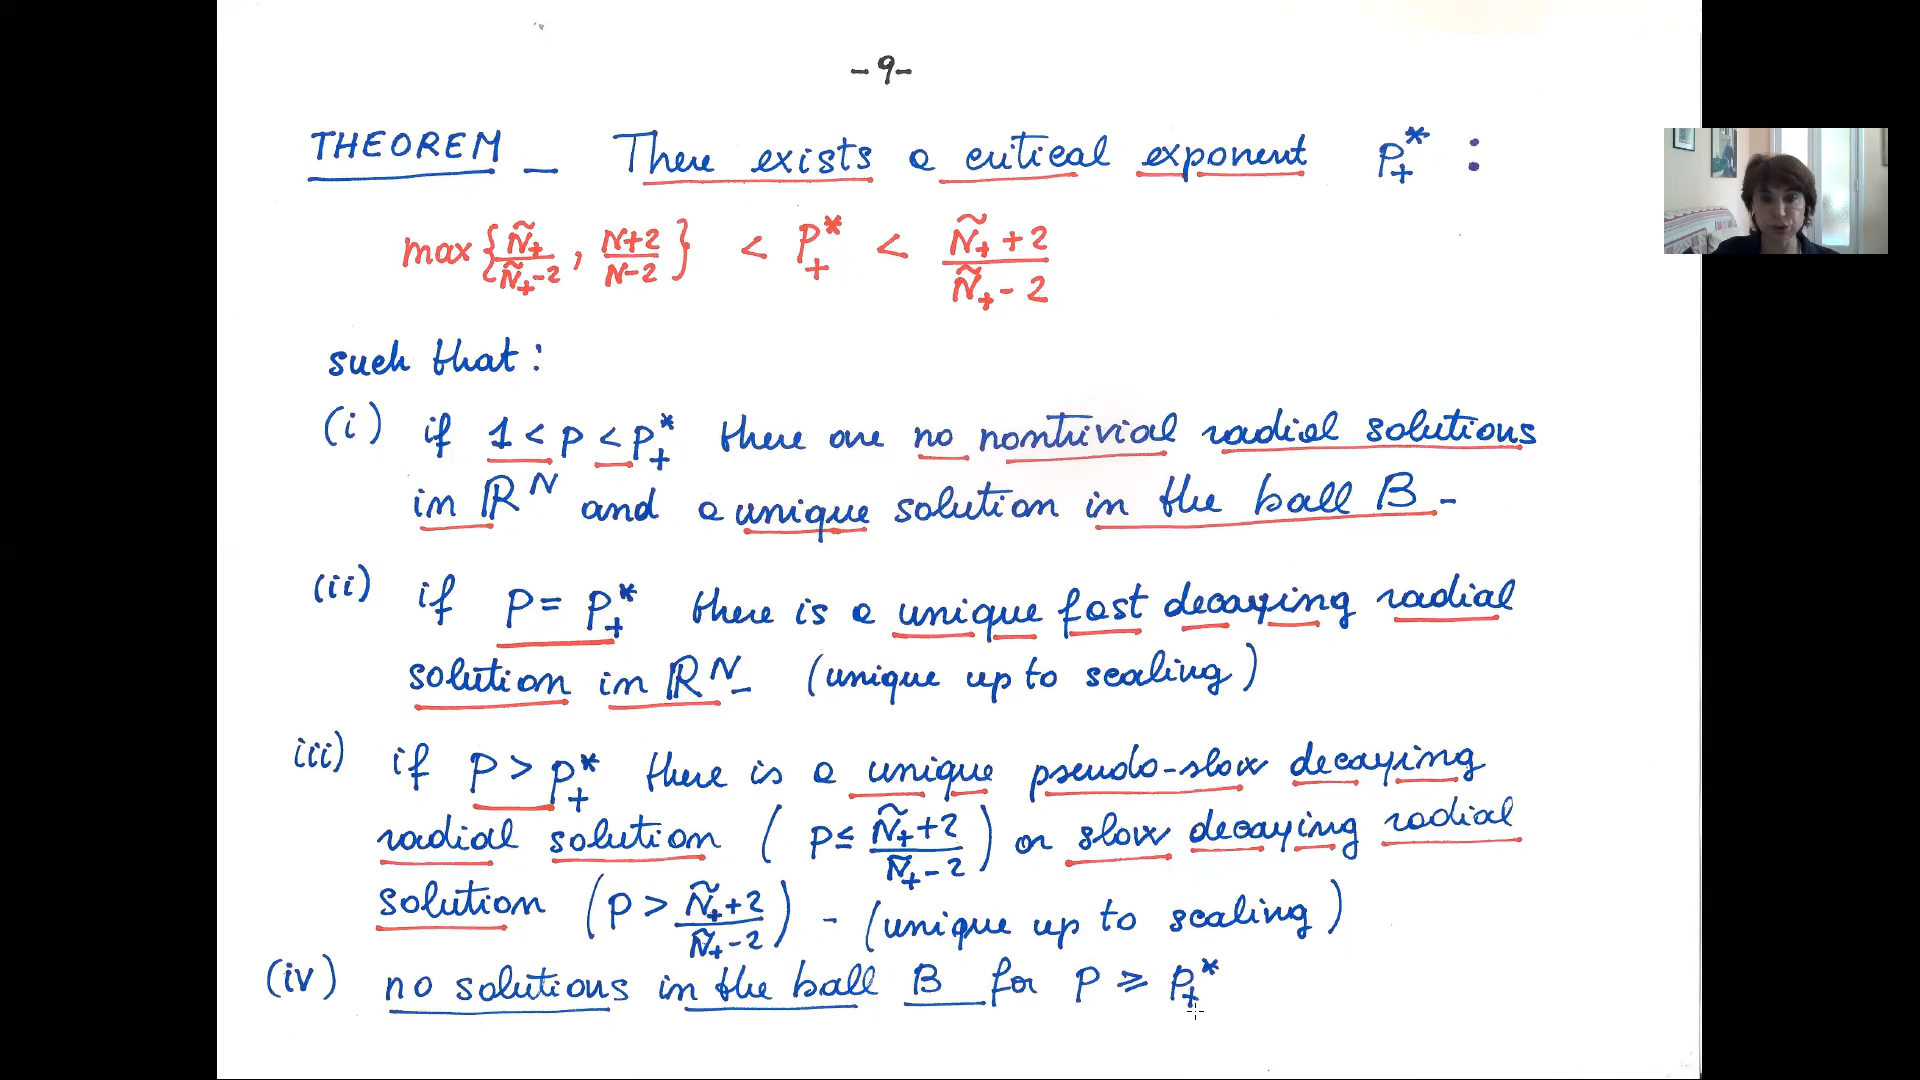 -9-
THEOREM _ There exists a critical exponent p₊* :
max{Ñ₊/(Ñ₊-2), (N+2)/(N-2)} < p₊* < (Ñ₊+2)/(Ñ₊-2)
such that :
(i) if 1 < p < p₊* there are no nontrivial radial solutions
in ℝᴺ and a unique solution in the ball B -
(ii) if p = p₊* there is a unique fast decaying radial
solution in ℝᴺ- (unique up to scaling)
iii) if p > p₊* there is a unique pseudo-slow decaying
radial solution (p ≤ (Ñ₊+2)/(Ñ₊-2)) or slow decaying radial
solution (p > (Ñ₊+2)/(Ñ₊-2)) - (unique up to scaling)
(iv) no solutions in the ball B for p ≥ p₊*